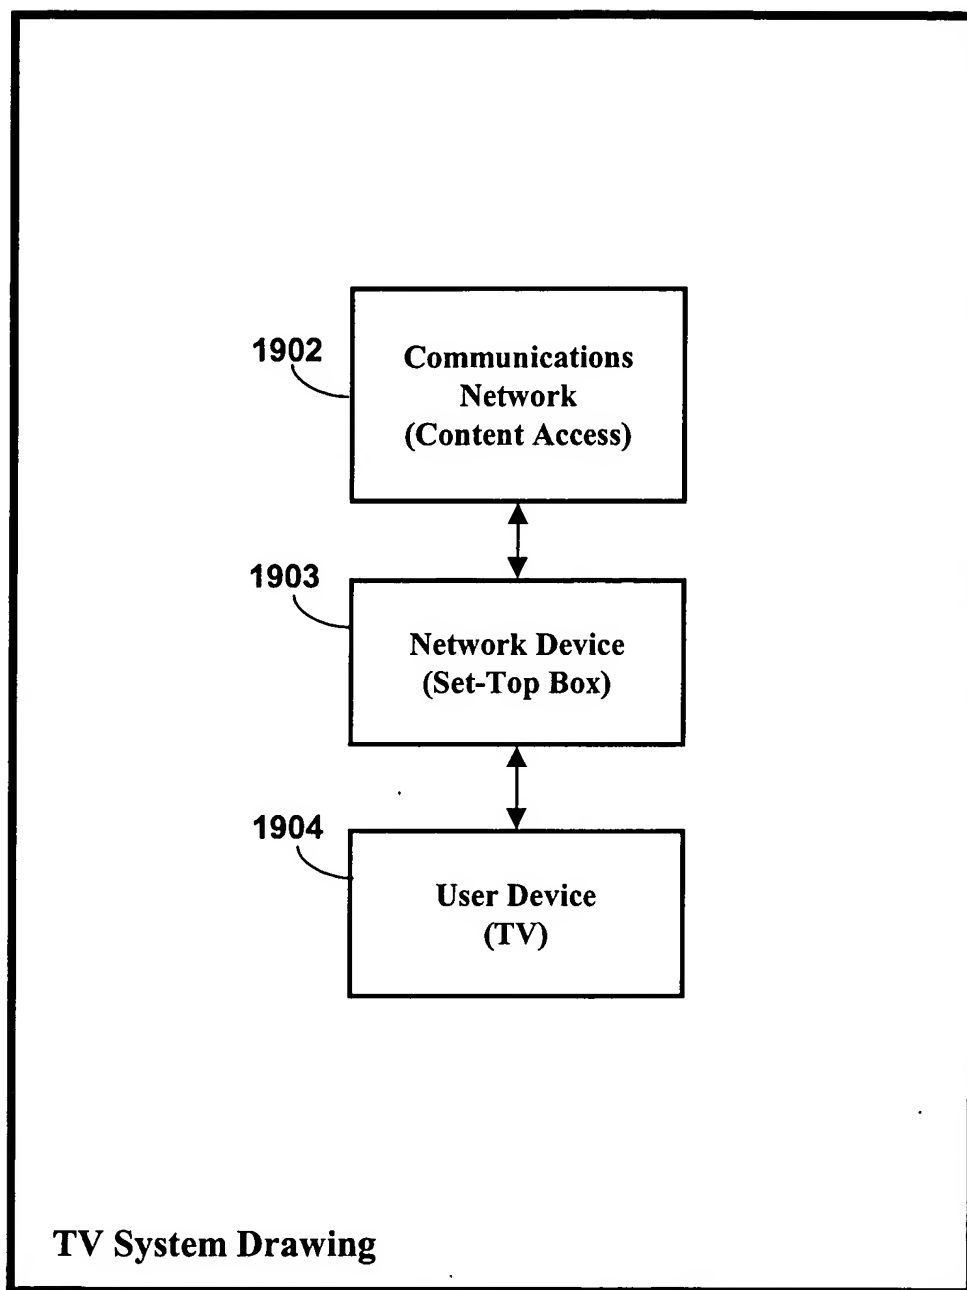 1902
Communications
Network
(Content Access)
1903
Network Device
(Set-Top Box)
1904
User Device
(TV)
TV System Drawing